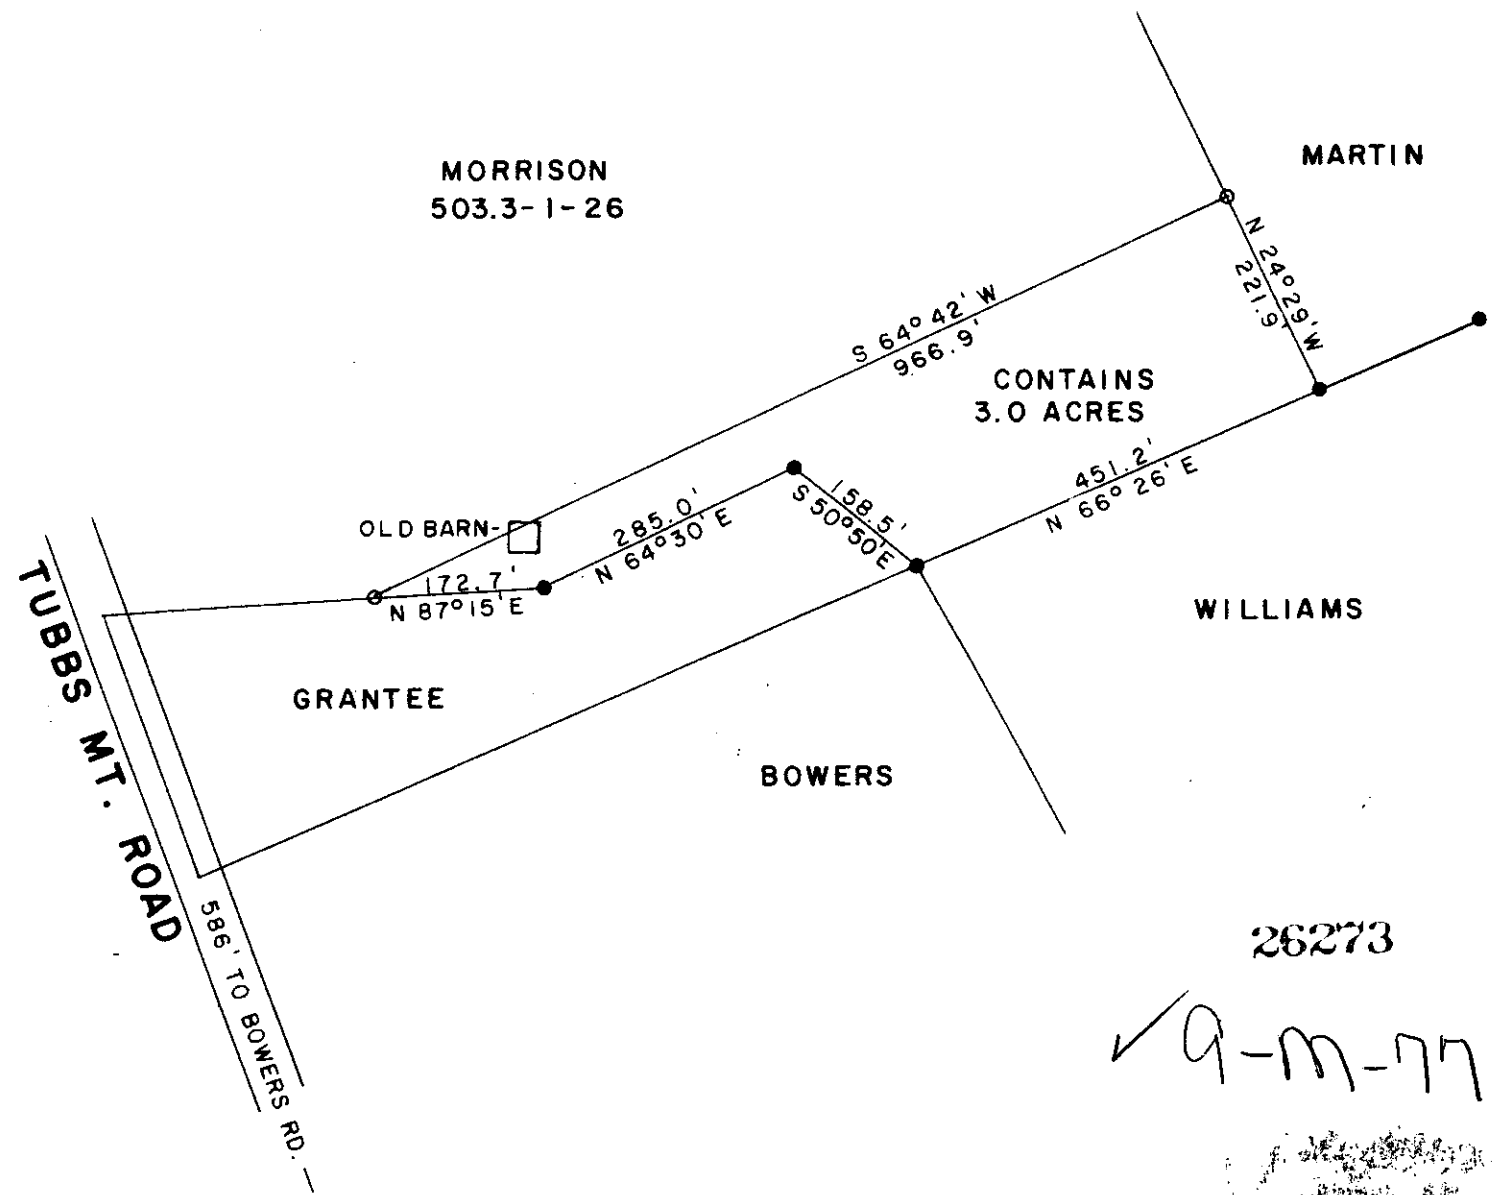 MORRISON
503.3-1-26
MARTIN
N 24° 29' W
221.9'
S 64° 42' W
966.9'
CONTAINS
3.0 ACRES
451.2'
N 66° 26' E
158.5'
S 50° 50' E
285.0'
N 64° 30' E
OLD BARN-
172.7'
N 87° 15' E
TUBBS MT. ROAD
WILLIAMS
GRANTEE
BOWERS
586' TO BOWERS RD.
26273
9-M-77